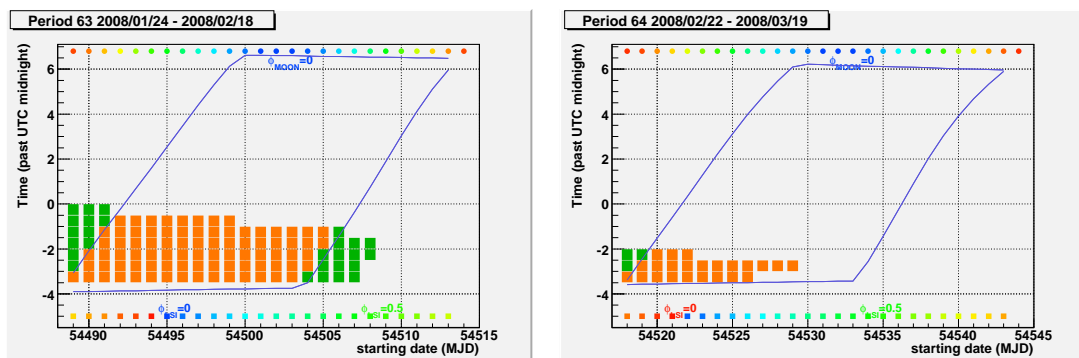 Period 63 2008/01/24 - 2008/02/18
Time (past UTC midnight)
6
4
2
0
-2
-4
ϕMOON=0
ϕSI=0
ϕSI=0.5
54490 54495 54500 54505 54510 54515
starting date (MJD)
Period 64 2008/02/22 - 2008/03/19
Time (past UTC midnight)
6
4
2
0
-2
-4
ϕMOON=0
ϕSI=0
ϕSI=0.5
54520 54525 54530 54535 54540 54545
starting date (MJD)